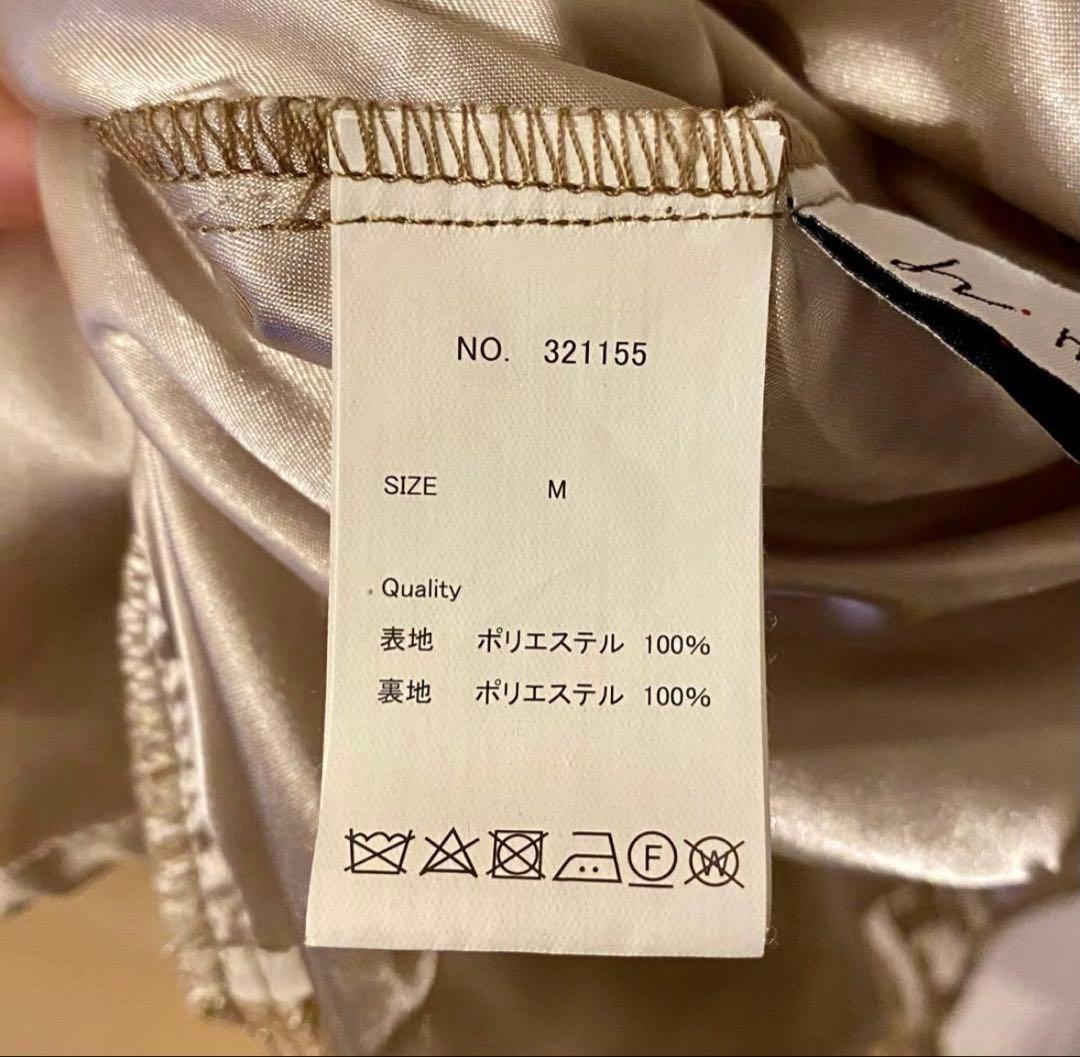 NO. 321155
SIZE M
Quality
表地 ポリエステル 100%
裏地 ポリエステル 100%
F
W